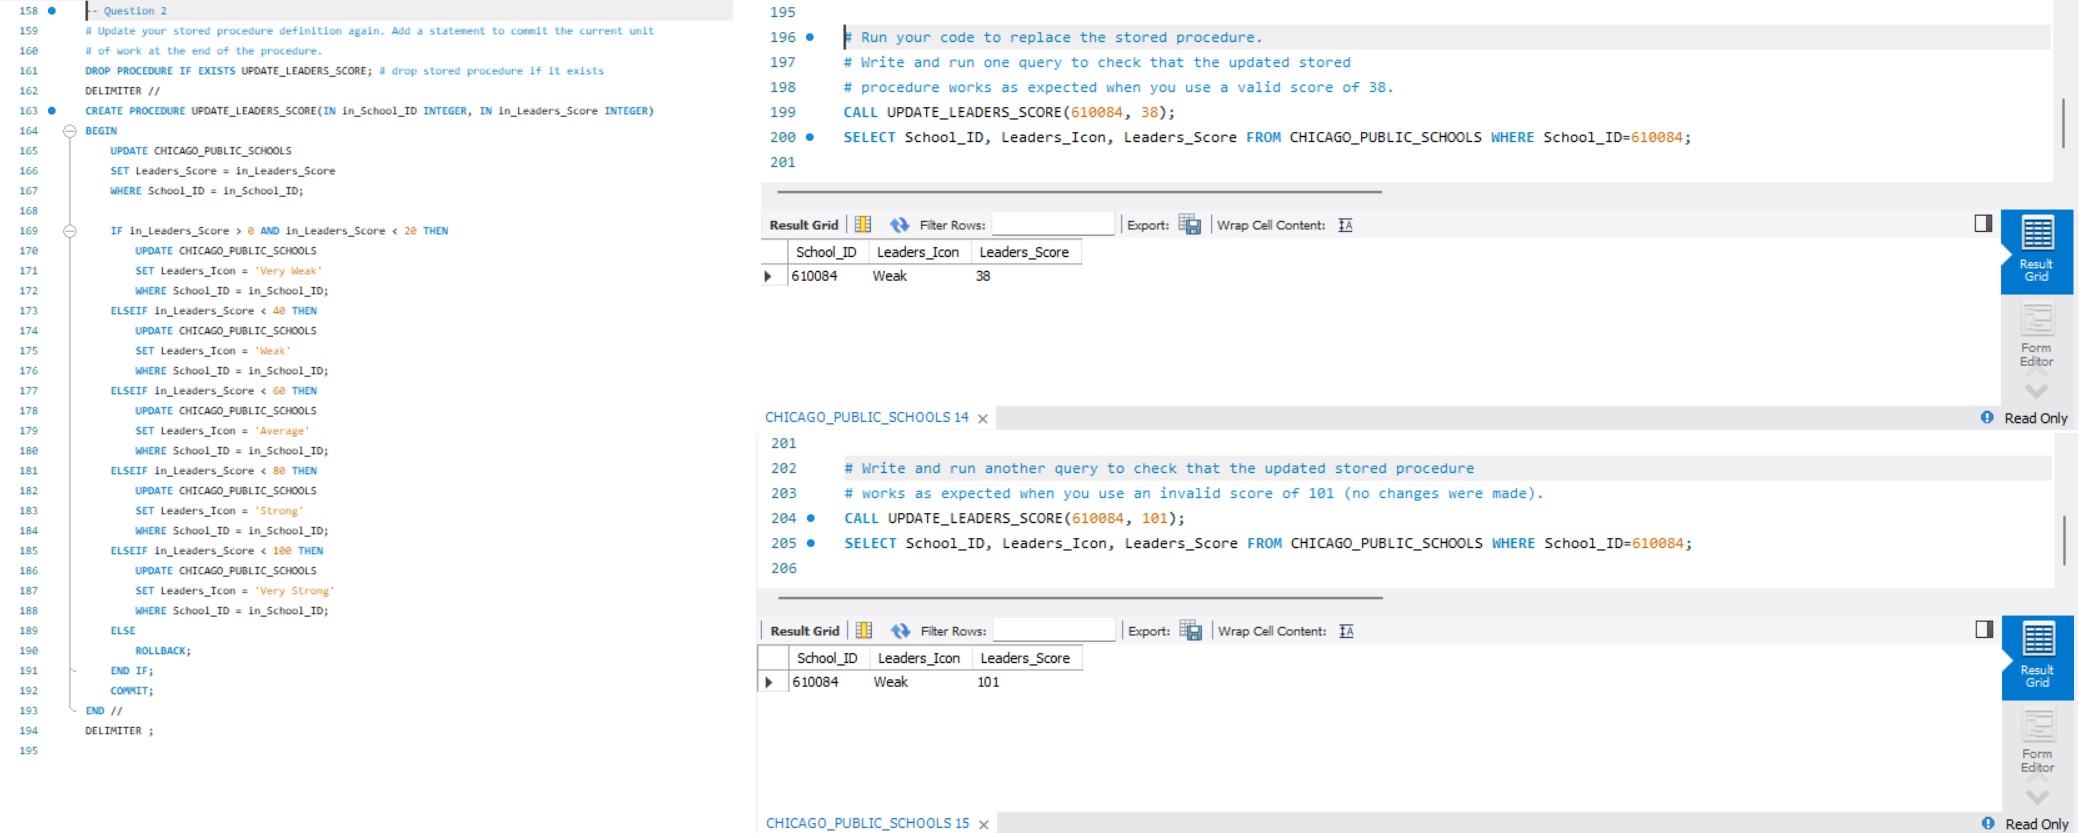 158 -- Question 2
159 # Update your stored procedure definition again. Add a statement to commit the current unit
160 # of work at the end of the procedure.
161 DROP PROCEDURE IF EXISTS UPDATE_LEADERS_SCORE; # drop stored procedure if it exists
162 DELIMITER //
163 CREATE PROCEDURE UPDATE_LEADERS_SCORE(IN in_School_ID INTEGER, IN in_Leaders_Score INTEGER)
164 BEGIN
165 UPDATE CHICAGO_PUBLIC_SCHOOLS
166 SET Leaders_Score = in_Leaders_Score
167 WHERE School_ID = in_School_ID;
168
169 IF in_Leaders_Score > 0 AND in_Leaders_Score < 20 THEN
170 UPDATE CHICAGO_PUBLIC_SCHOOLS
171 SET Leaders_Icon = 'Very Weak'
172 WHERE School_ID = in_School_ID;
173 ELSEIF in_Leaders_Score < 40 THEN
174 UPDATE CHICAGO_PUBLIC_SCHOOLS
175 SET Leaders_Icon = 'Weak'
176 WHERE School_ID = in_School_ID;
177 ELSEIF in_Leaders_Score < 60 THEN
178 UPDATE CHICAGO_PUBLIC_SCHOOLS
179 SET Leaders_Icon = 'Average'
180 WHERE School_ID = in_School_ID;
181 ELSEIF in_Leaders_Score < 80 THEN
182 UPDATE CHICAGO_PUBLIC_SCHOOLS
183 SET Leaders_Icon = 'Strong'
184 WHERE School_ID = in_School_ID;
185 ELSEIF in_Leaders_Score < 100 THEN
186 UPDATE CHICAGO_PUBLIC_SCHOOLS
187 SET Leaders_Icon = 'Very Strong'
188 WHERE School_ID = in_School_ID;
189 ELSE
190 ROLLBACK;
191 END IF;
192 COMMIT;
193 END //
194 DELIMITER ;
195
195
196 # Run your code to replace the stored procedure.
197 # Write and run one query to check that the updated stored
198 # procedure works as expected when you use a valid score of 38.
199 CALL UPDATE_LEADERS_SCORE(610084, 38);
200 SELECT School_ID, Leaders_Icon, Leaders_Score FROM CHICAGO_PUBLIC_SCHOOLS WHERE School_ID=610084;
201
Result Grid Filter Rows: Export: Wrap Cell Content:
School_ID Leaders_Icon Leaders_Score
610084 Weak 38
Result
Grid
Form
Editor
CHICAGO_PUBLIC_SCHOOLS 14 Read Only
201
202 # Write and run another query to check that the updated stored procedure
203 # works as expected when you use an invalid score of 101 (no changes were made).
204 CALL UPDATE_LEADERS_SCORE(610084, 101);
205 SELECT School_ID, Leaders_Icon, Leaders_Score FROM CHICAGO_PUBLIC_SCHOOLS WHERE School_ID=610084;
206
Result Grid Filter Rows: Export: Wrap Cell Content:
School_ID Leaders_Icon Leaders_Score
610084 Weak 101
Result
Grid
Form
Editor
CHICAGO_PUBLIC_SCHOOLS 15 Read Only